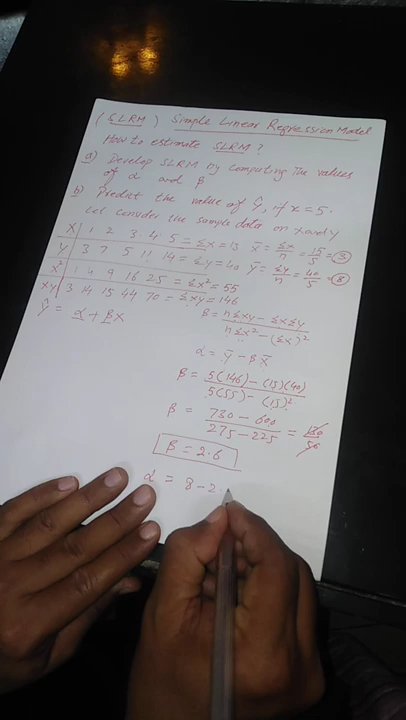 (SLRM) Simple Linear Regression Model
How to estimate SLRM?
a) Develop SLRM by computing The values
of α and β
b) Predict the value of Ŷ, if x = 5.
Let consider the sample data on X and Y
X 1 2 3 4 5 = Σx = 15 X̄ = Σx/n = 15/5 = 3
Y 3 7 5 11 14 = Σy = 40 Ȳ = Σy/n = 40/5 = 8
X² 1 4 9 16 25 = Σx² = 55
XY 3 14 15 44 70 = Σxy = 146
Ŷ = α + βX β = nΣxy - ΣxΣy / nΣx² - (Σx)²
α = Ȳ - βX̄
β = 5(146) - (15)(40) / 5(55) - (15)²
β = 730 - 600 / 275 - 225 = 130/50
β = 2.6
α = 8 - 2.